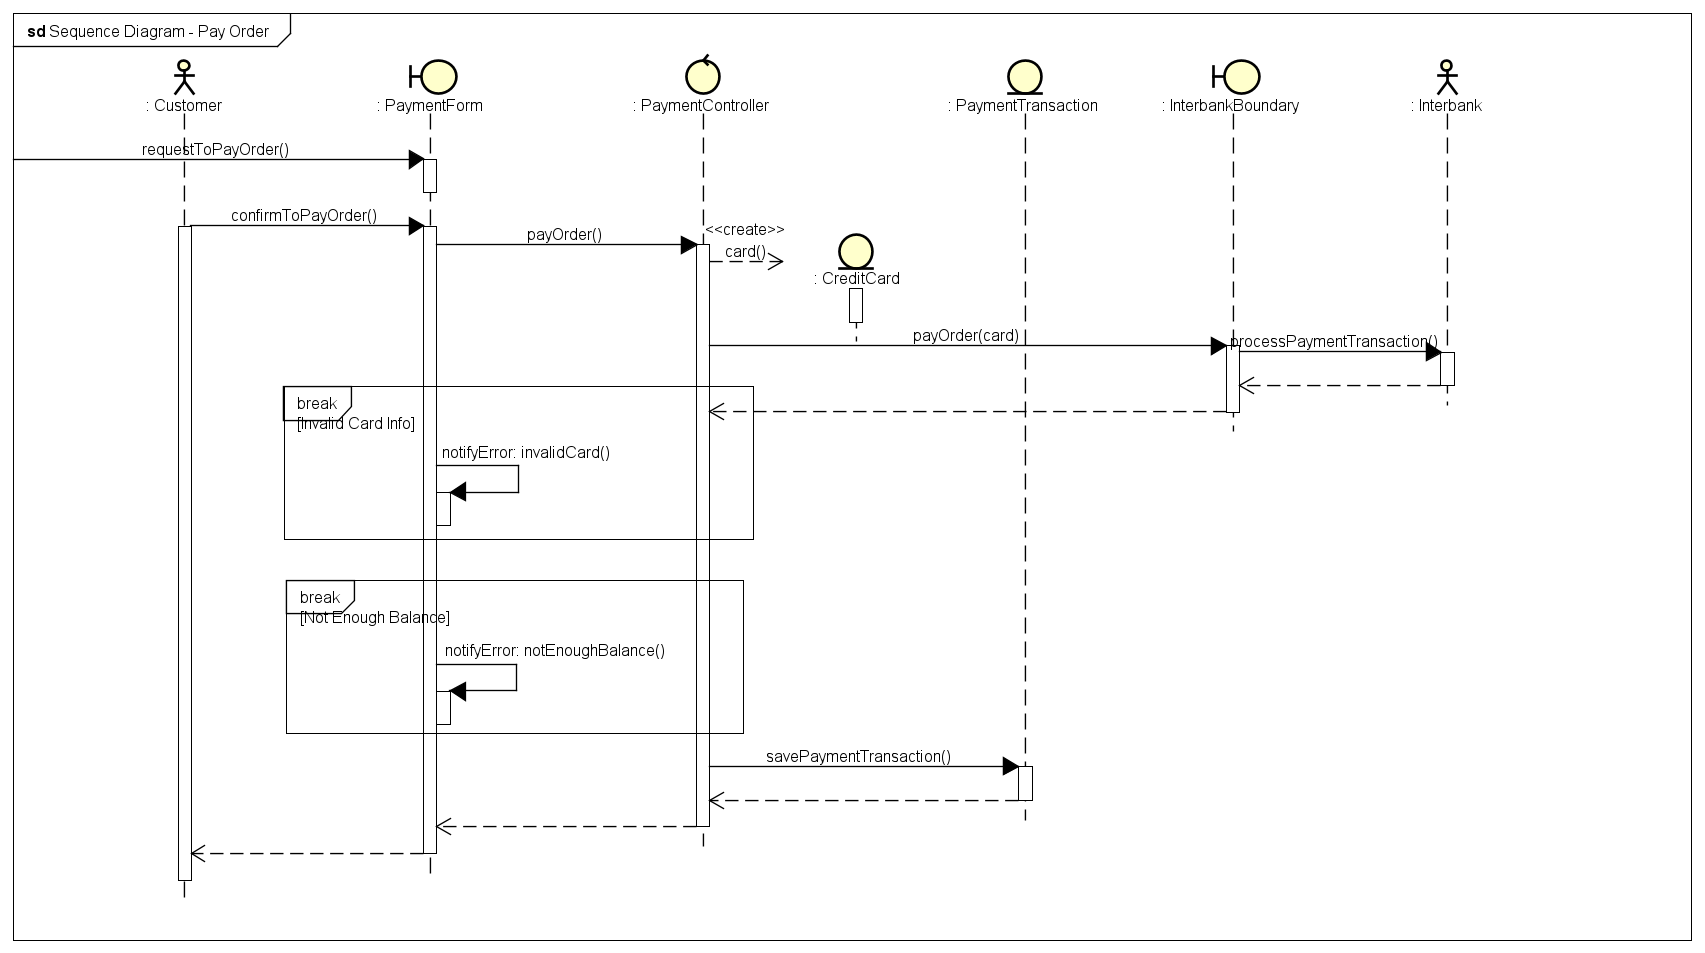 sd Sequence Diagram - Pay Order
: Customer
: PaymentForm
: PaymentController
: PaymentTransaction
: InterbankBoundary
: Interbank
requestToPayOrder()
confirmToPayOrder()
payOrder()
<<create>>
card()
: CreditCard
payOrder(card)
processPaymentTransaction()
break
[Invalid Card Info]
notifyError: invalidCard()
break
[Not Enough Balance]
notifyError: notEnoughBalance()
savePaymentTransaction()